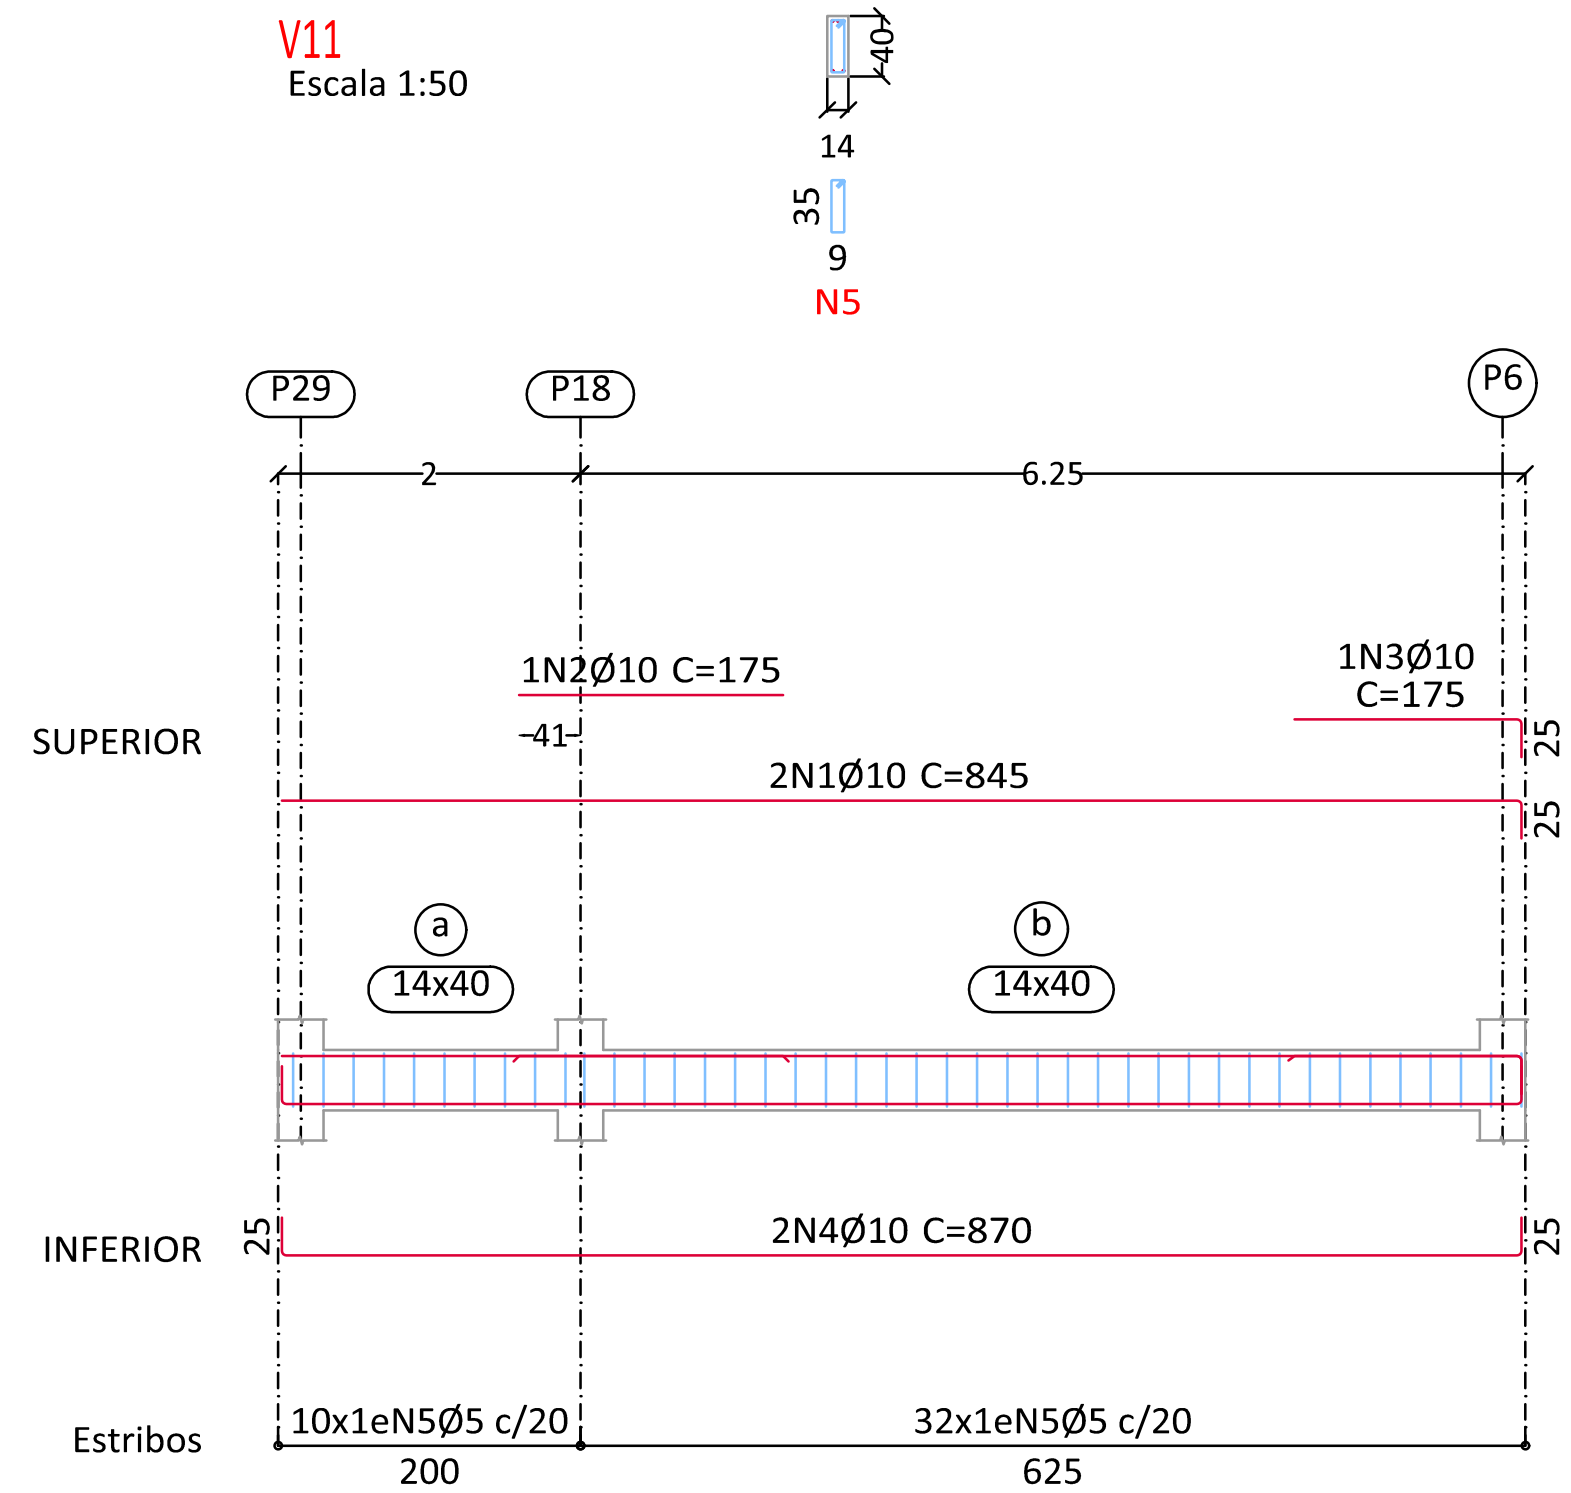 V11
Escala 1:50
40
14
35
9
N5
P29
P18
P6
2
6.25
1N2Ø10 C=175
1N3Ø10
C=175
41
25
SUPERIOR
2N1Ø10 C=845
25
a
b
14x40
14x40
25
2N4Ø10 C=870
25
INFERIOR
10x1eN5Ø5 c/20
32x1eN5Ø5 c/20
Estribos
200
625